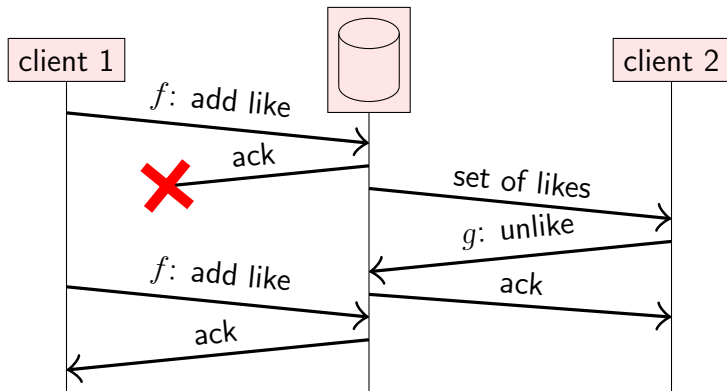 client 1
client 2
f: add like
ack
set of likes
g: unlike
f: add like
ack
ack